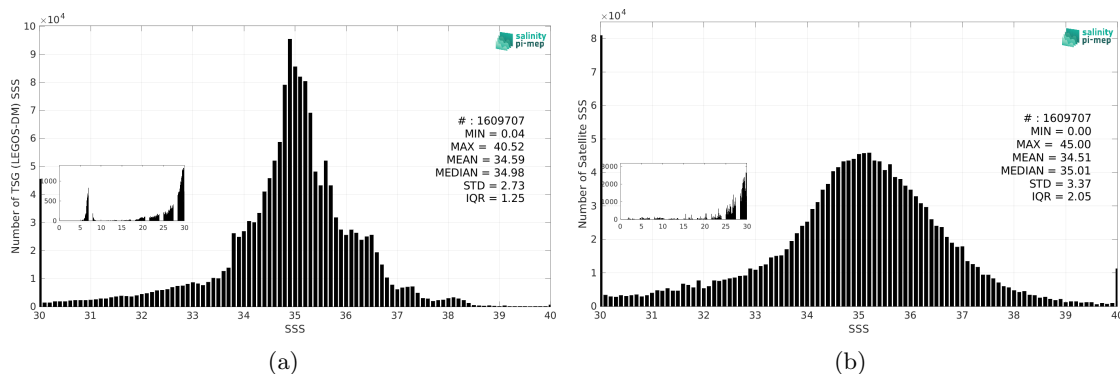 ×10⁴
10
9
8
7
6
5
4
3
2
1
0
Number of TSG (LEGOS-DM) SSS
salinity
pi-mep
# : 1609707
MIN = 0.04
MAX = 40.52
MEAN = 34.59
MEDIAN = 34.98
STD = 2.73
IQR = 1.25
1000
500
0
0 5 10 15 20 25 30
30 31 32 33 34 35 36 37 38 39 40
SSS
(a)
×10⁴
8
7
6
5
4
3
2
1
0
Number of Satellite SSS
salinity
pi-mep
# : 1609707
MIN = 0.00
MAX = 45.00
MEAN = 34.51
MEDIAN = 35.01
STD = 3.37
IQR = 2.05
3000
2000
1000
0
0 5 10 15 20 25 30
30 31 32 33 34 35 36 37 38 39 40
SSS
(b)